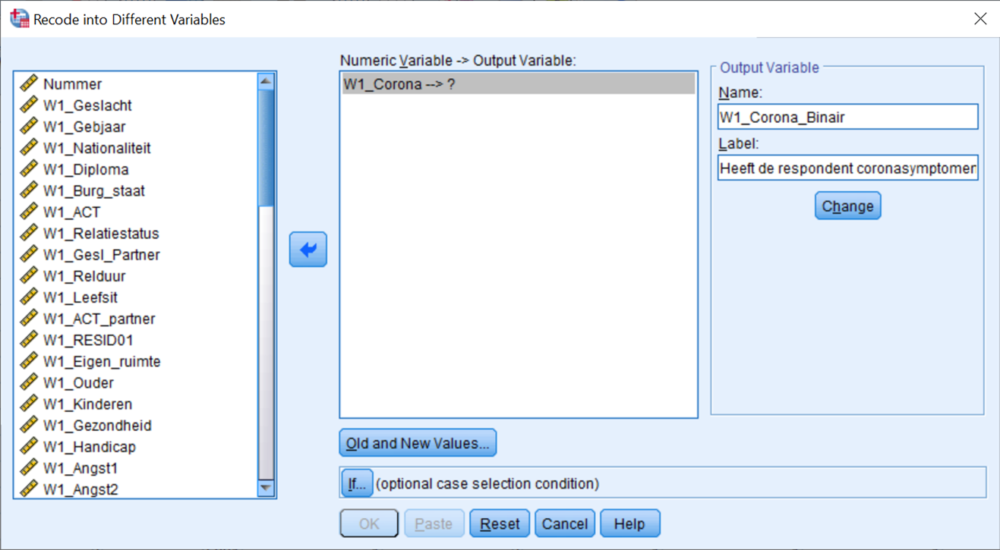 Recode into Different Variables
Nummer
W1_Geslacht
W1_Gebjaar
W1_Nationaliteit
W1_Diploma
W1_Burg_staat
W1_ACT
W1_Relatiestatus
W1_Gesl_Partner
W1_Relduur
W1_Leefsit
W1_ACT_partner
W1_RESID01
W1_Eigen_ruimte
W1_Ouder
W1_Kinderen
W1_Gezondheid
W1_Handicap
W1_Angst1
W1_Angst2
Numeric Variable -> Output Variable:
W1_Corona --> ?
Output Variable
Name:
W1_Corona_Binair
Label:
Heeft de respondent coronasymptomen
Change
Old and New Values...
If... (optional case selection condition)
OK Paste Reset Cancel Help